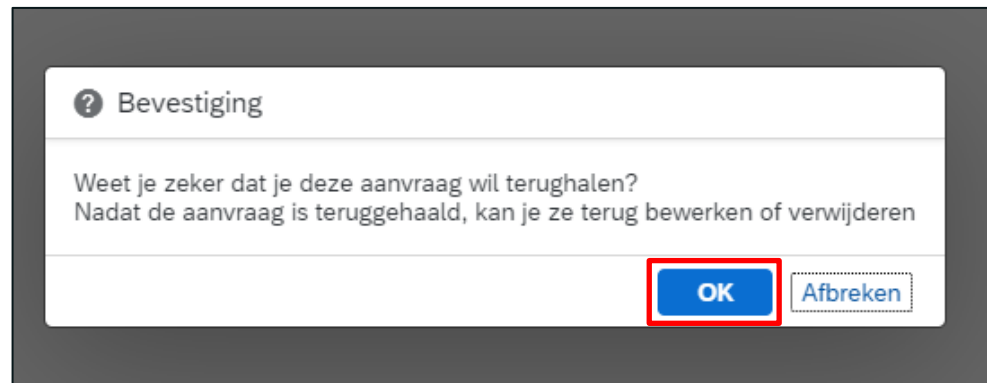 Bevestiging
Weet je zeker dat je deze aanvraag wil terughalen?
Nadat de aanvraag is teruggehaald, kan je ze terug bewerken of verwijderen
OK Afbreken